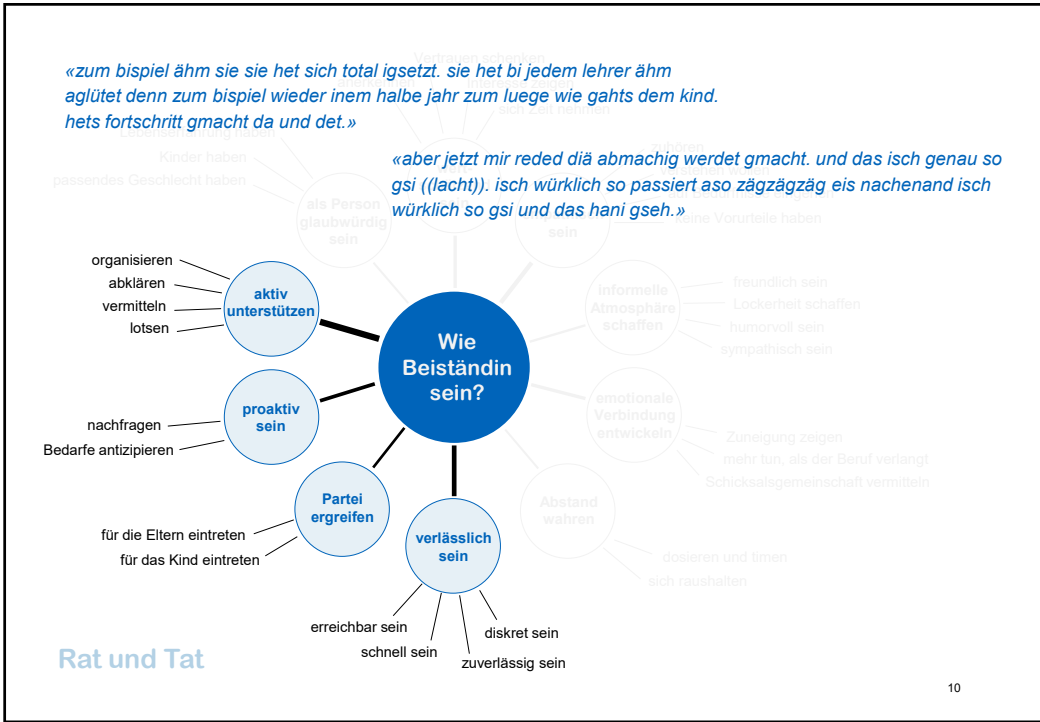 «zum bispiel ähm sie sie het sich total igsetzt. sie het bi jedem lehrer ähm
aglütet denn zum bispiel wieder inem halbe jahr zum luege wie gahts dem kind.
hets fortschritt gmacht da und det.»
«aber jetzt mir reded diä abmachig werdet gmacht. und das isch genau so
gsi ((lacht)). isch würklich so passiert aso zägzägzäg eis nachenand isch
würklich so gsi und das hani gseh.»
Vertrauen schenken
sich Zeit nehmen
Lebenserfahrung haben
Kinder haben
passendes Geschlecht haben
als Person
glaubwürdig
sein
sein
zuhören
sein
keine Vorurteile haben
organisieren
abklären
vermitteln
lotsen
aktiv
unterstützen
Wie
Beiständin
sein?
informelle
Atmosphäre
schaffen
freundlich sein
Lockerheit schaffen
humorvoll sein
sympathisch sein
proaktiv
sein
nachfragen
Bedarfe antizipieren
emotionale
Verbindung
entwickeln
Zuneigung zeigen
mehr tun, als der Beruf verlangt
Schicksalsgemeinschaft vermitteln
Partei
ergreifen
für die Eltern eintreten
für das Kind eintreten
verlässlich
sein
erreichbar sein
schnell sein
zuverlässig sein
diskret sein
Abstand
wahren
dosieren und timen
sich raushalten
Rat und Tat
10